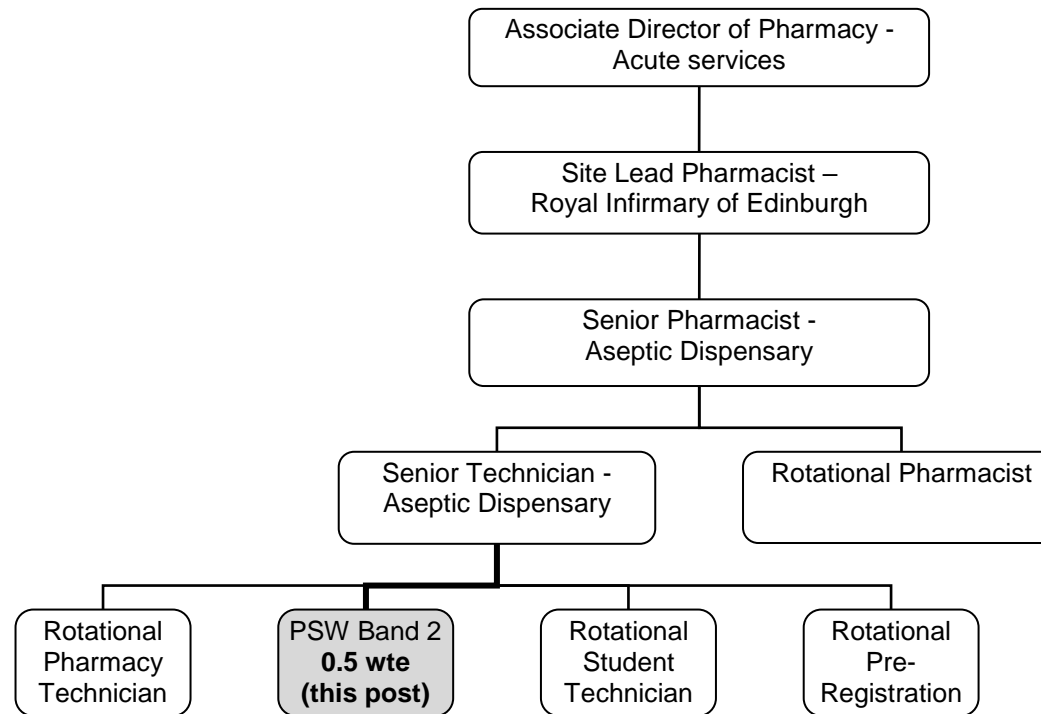 Associate Director of Pharmacy -
Acute services
Site Lead Pharmacist –
Royal Infirmary of Edinburgh
Senior Pharmacist -
Aseptic Dispensary
Senior Technician -
Aseptic Dispensary
Rotational Pharmacist
Rotational
Pharmacy
Technician
PSW Band 2
0.5 wte
(this post)
Rotational
Student
Technician
Rotational
Pre-
Registration